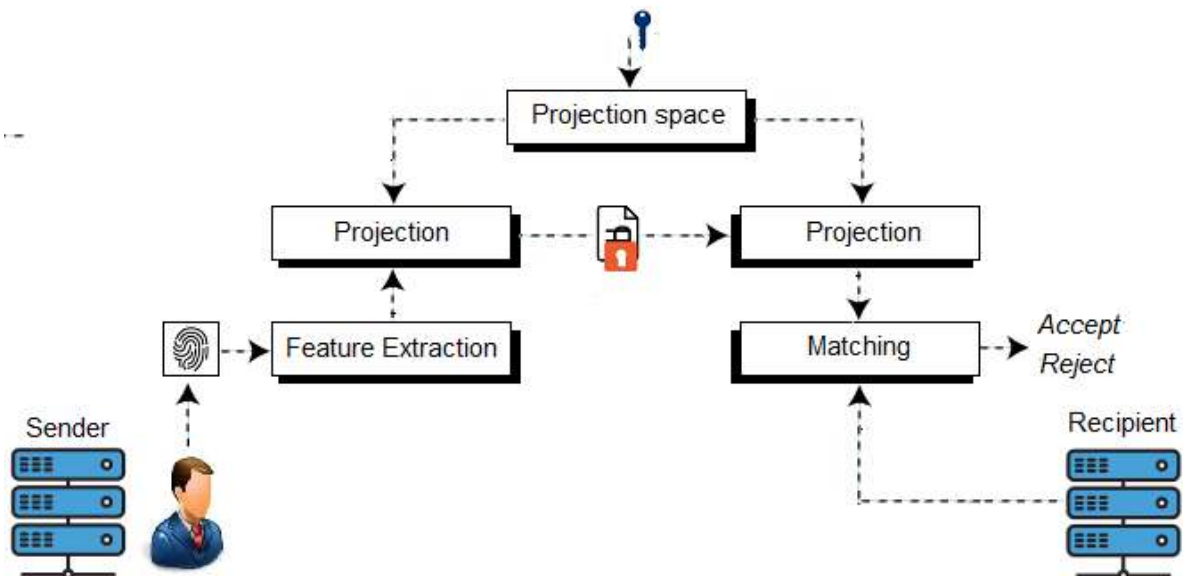 Projection space
Projection
Projection
Feature Extraction
Matching
Accept
Reject
Sender
Recipient